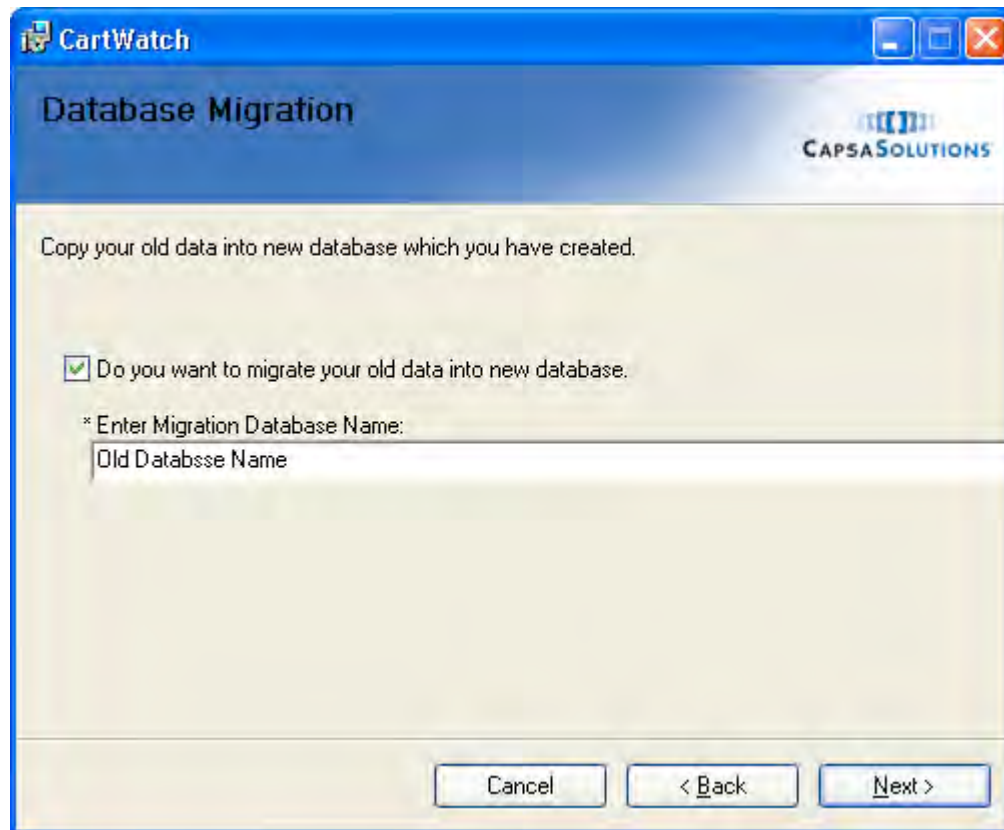 CartWatch
Database Migration
CAPSASOLUTIONS
Copy your old data into new database which you have created.
Do you want to migrate your old data into new database.
* Enter Migration Database Name:
Old Databsse Name
Cancel
< Back
Next >